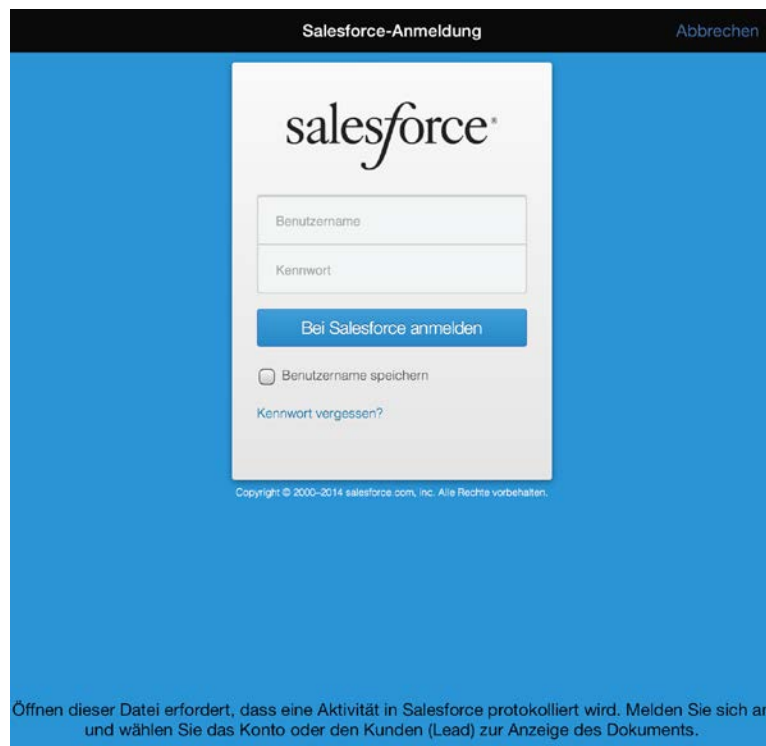 Salesforce-Anmeldung
Abbrechen
salesforce®
Benutzername
Kennwort
Bei Salesforce anmelden
Benutzername speichern
Kennwort vergessen?
Copyright © 2000–2014 salesforce.com, inc. Alle Rechte vorbehalten.
Öffnen dieser Datei erfordert, dass eine Aktivität in Salesforce protokolliert wird. Melden Sie sich an
und wählen Sie das Konto oder den Kunden (Lead) zur Anzeige des Dokuments.